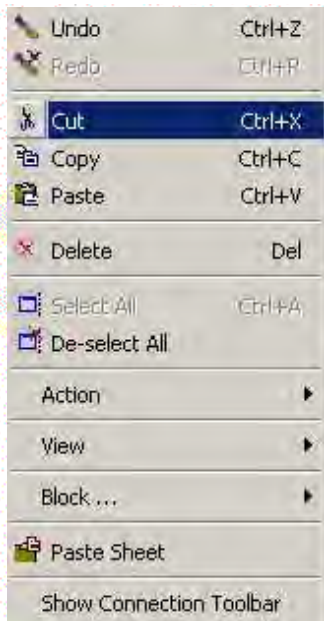 Undo Ctrl+Z
Redo Ctrl+R
Cut Ctrl+X
Copy Ctrl+C
Paste Ctrl+V
Delete Del
Select All Ctrl+A
De-select All
Action
View
Block ...
Paste Sheet
Show Connection Toolbar